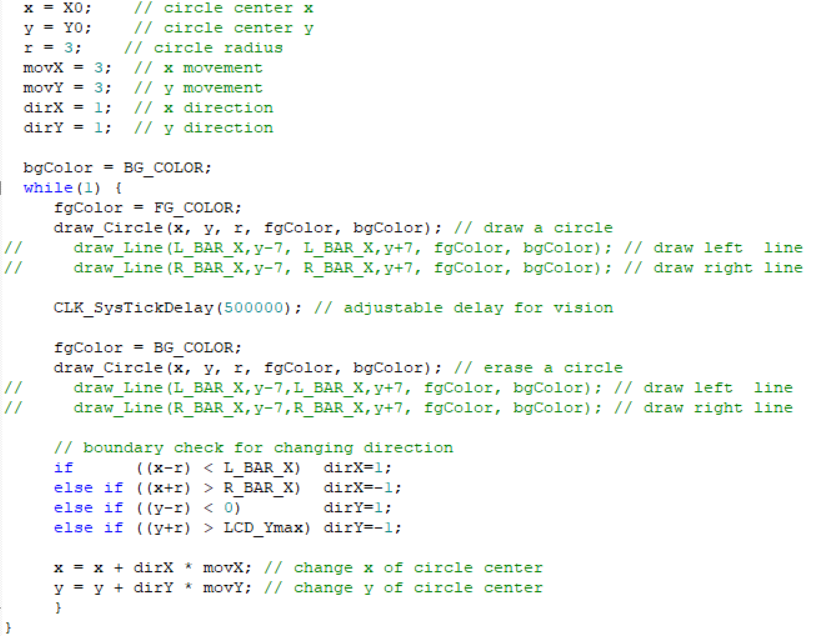 x = X0;    // circle center x
y = Y0;    // circle center y
r = 3;    // circle radius
movX = 3;  // x movement
movY = 3;  // y movement
dirX = 1;  // x direction
dirY = 1;  // y direction

bgColor = BG_COLOR;
while(1) {
   fgColor = FG_COLOR;
   draw_Circle(x, y, r, fgColor, bgColor); // draw a circle
//     draw_Line(L_BAR_X,y-7, L_BAR_X,y+7, fgColor, bgColor); // draw left  line
//     draw_Line(R_BAR_X,y-7, R_BAR_X,y+7, fgColor, bgColor); // draw right line

   CLK_SysTickDelay(500000); // adjustable delay for vision

   fgColor = BG_COLOR;
   draw_Circle(x, y, r, fgColor, bgColor); // erase a circle
//     draw_Line(L_BAR_X,y-7,L_BAR_X,y+7, fgColor, bgColor); // draw left  line
//     draw_Line(R_BAR_X,y-7,R_BAR_X,y+7, fgColor, bgColor); // draw right line

   // boundary check for changing direction
   if      ((x-r) < L_BAR_X)  dirX=1;
   else if ((x+r) > R_BAR_X)  dirX=-1;
   else if ((y-r) < 0)        dirY=1;
   else if ((y+r) > LCD_Ymax) dirY=-1;

   x = x + dirX * movX; // change x of circle center
   y = y + dirY * movY; // change y of circle center
   }
}